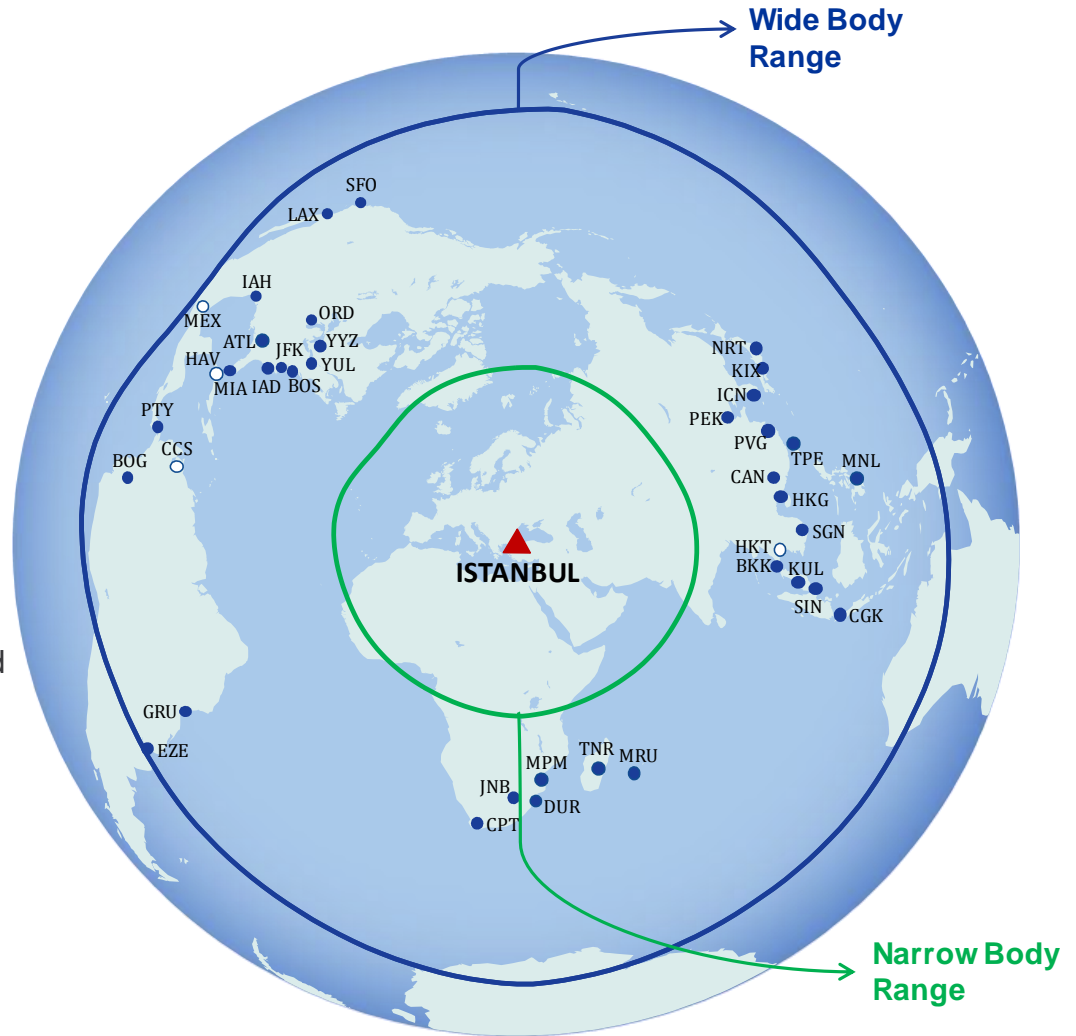 Wide Body
Range
SFO
LAX
IAH
MEX
ORD
ATL
JFK
YYZ
HAV
MIA
IAD
BOS
YUL
NRT
KIX
ICN
PEK
PVG
TPE
PTY
CCS
BOG
CAN
MNL
HKG
SGN
HKT
BKK
KUL
SIN
CGK
ISTANBUL
GRU
EZE
TNR
MRU
MPM
JNB
DUR
CPT
Narrow Body
Range